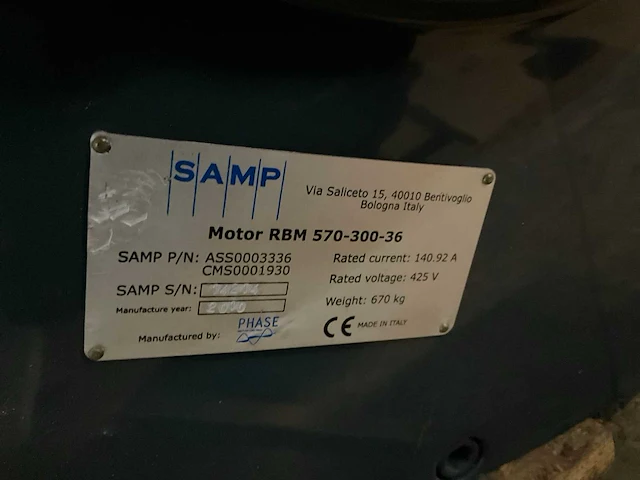 SAMP
Via Saliceto 15, 40010 Bentivoglio
Bologna Italy
Motor RBM 570-300-36
SAMP P/N: ASS0003336
CMS0001930
Rated current: 140.92 A
Rated voltage: 425 V
SAMP S/N:
Weight: 670 kg
Manufacture year:
Manufactured by: PHASE
CE MADE IN ITALY